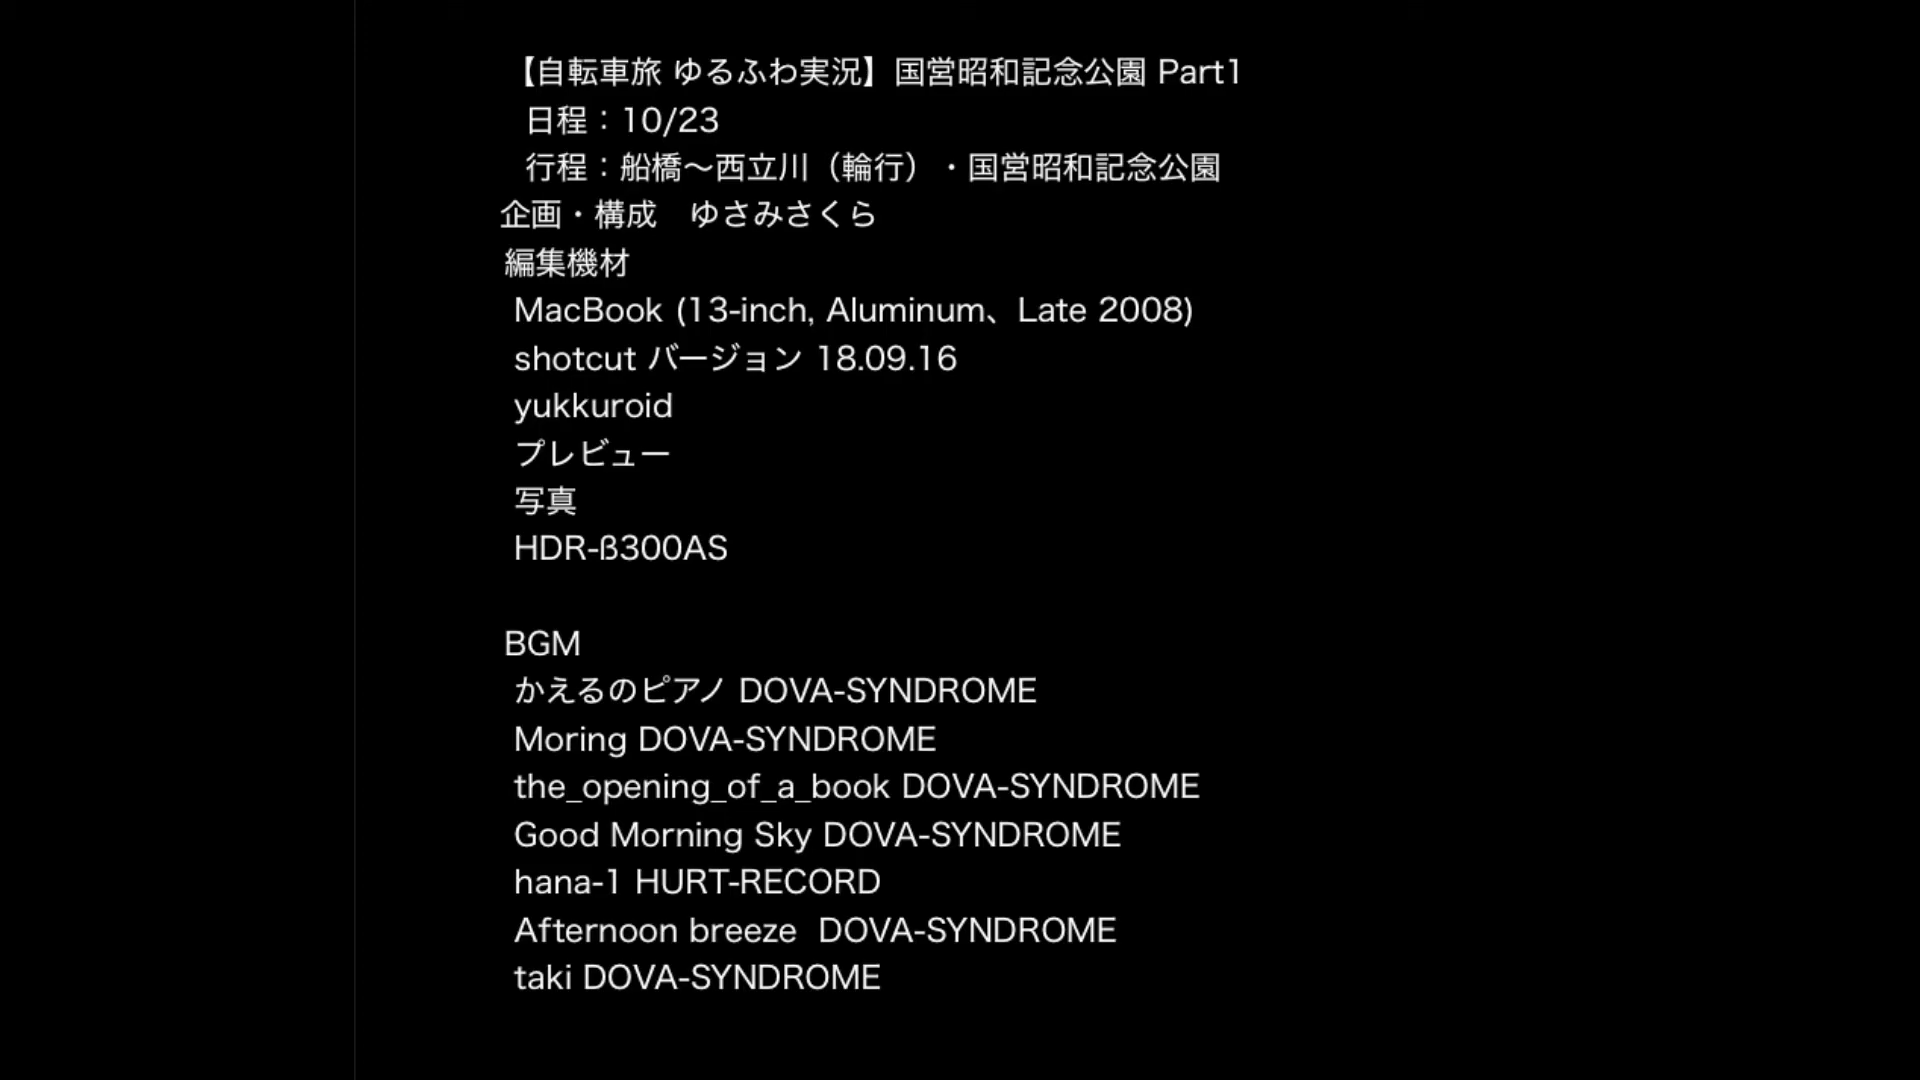 【自転車旅 ゆるふわ実況】国営昭和記念公園 Part1
日程：10/23
行程：船橋〜西立川（輪行）・国営昭和記念公園
企画・構成　ゆさみさくら
編集機材
MacBook (13-inch, Aluminum、Late 2008)
shotcut バージョン 18.09.16
yukkuroid
プレビュー
写真
HDR-ß300AS
BGM
かえるのピアノ DOVA-SYNDROME
Moring DOVA-SYNDROME
the_opening_of_a_book DOVA-SYNDROME
Good Morning Sky DOVA-SYNDROME
hana-1 HURT-RECORD
Afternoon breeze  DOVA-SYNDROME
taki DOVA-SYNDROME